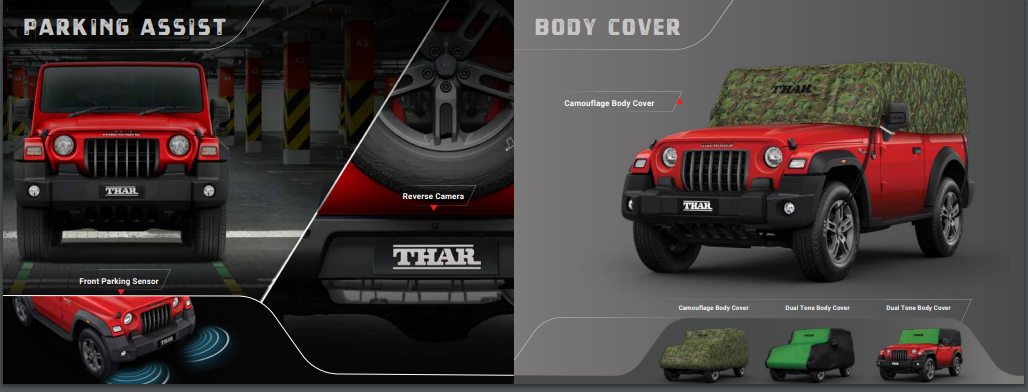 PARKING ASSIST
THAR
Reverse Camera
THAR
Front Parking Sensor
BODY COVER
THAR
Camouflage Body Cover
THAR
Camouflage Body Cover
Dual Tone Body Cover
Dual Tone Body Cover